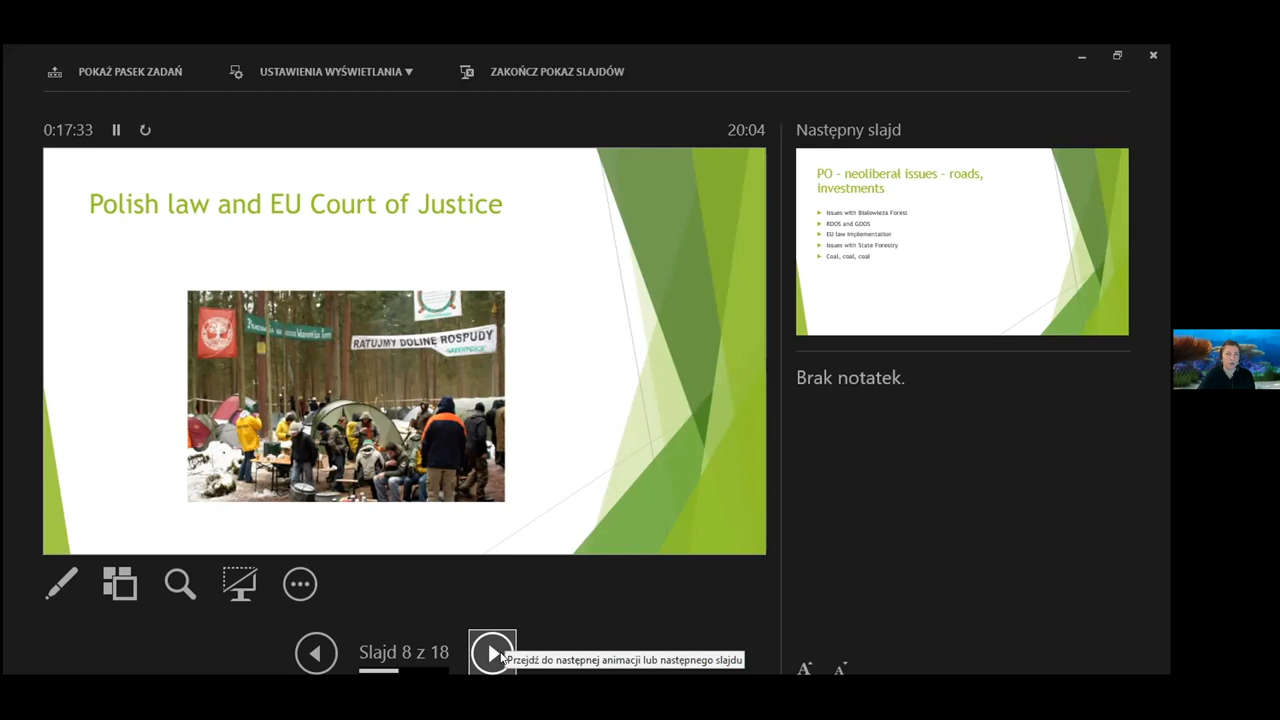 POKAŻ PASEK ZADAŃ
USTAWIENIA WYŚWIETLANIA ▼
ZAKOŃCZ POKAZ SLAJDÓW
0:17:33
20:04
Następny slajd
Polish law and EU Court of Justice
RATUJMY DOLINĘ ROSPUDY
GREENPEACE
PO - neoliberal issues - roads,
investments
Issues with Białowieża Forest
RDOS and GDOS
EU law implementation
Issues with State Forestry
Coal, coal, coal
Brak notatek.
Slajd 8 z 18
Przejdź do następnej animacji lub następnego slajdu
A
A